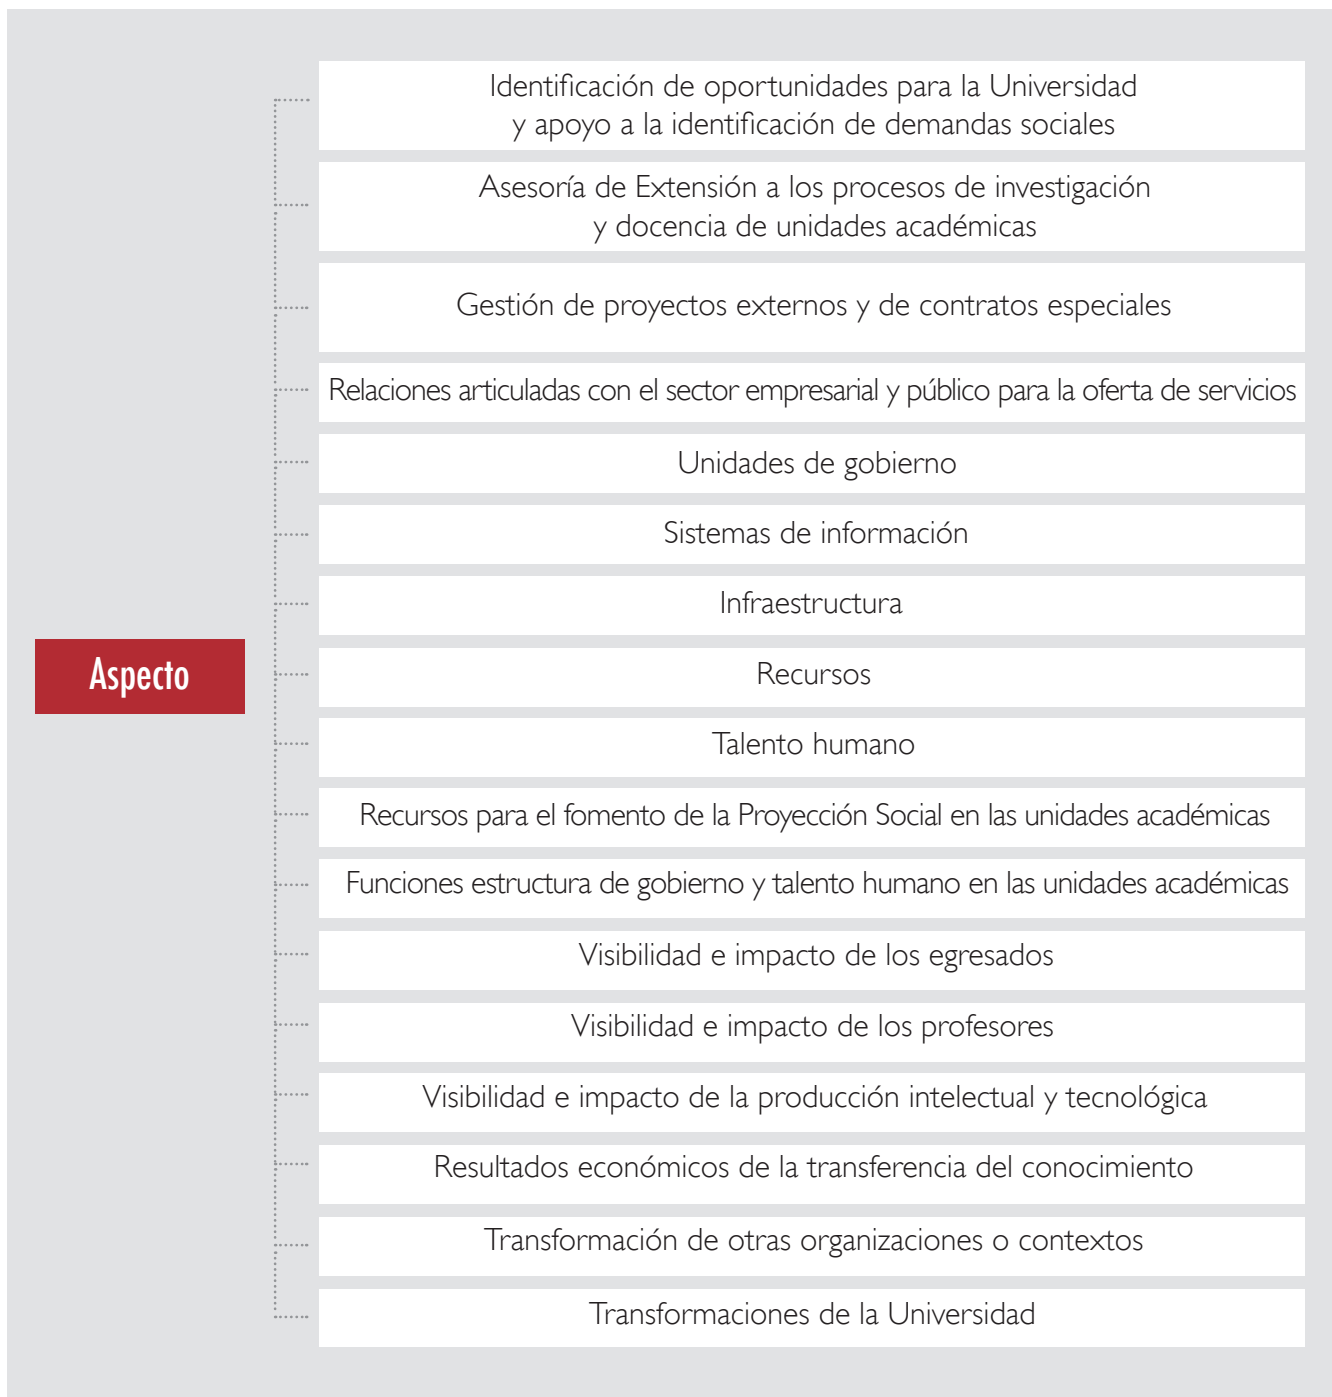 Identificación de oportunidades para la Universidad
y apoyo a la identificación de demandas sociales
Asesoría de Extensión a los procesos de investigación
y docencia de unidades académicas
Gestión de proyectos externos y de contratos especiales
Relaciones articuladas con el sector empresarial y público para la oferta de servicios
Unidades de gobierno
Sistemas de información
Infraestructura
Aspecto
Recursos
Talento humano
Recursos para el fomento de la Proyección Social en las unidades académicas
Funciones estructura de gobierno y talento humano en las unidades académicas
Visibilidad e impacto de los egresados
Visibilidad e impacto de los profesores
Visibilidad e impacto de la producción intelectual y tecnológica
Resultados económicos de la transferencia del conocimiento
Transformación de otras organizaciones o contextos
Transformaciones de la Universidad